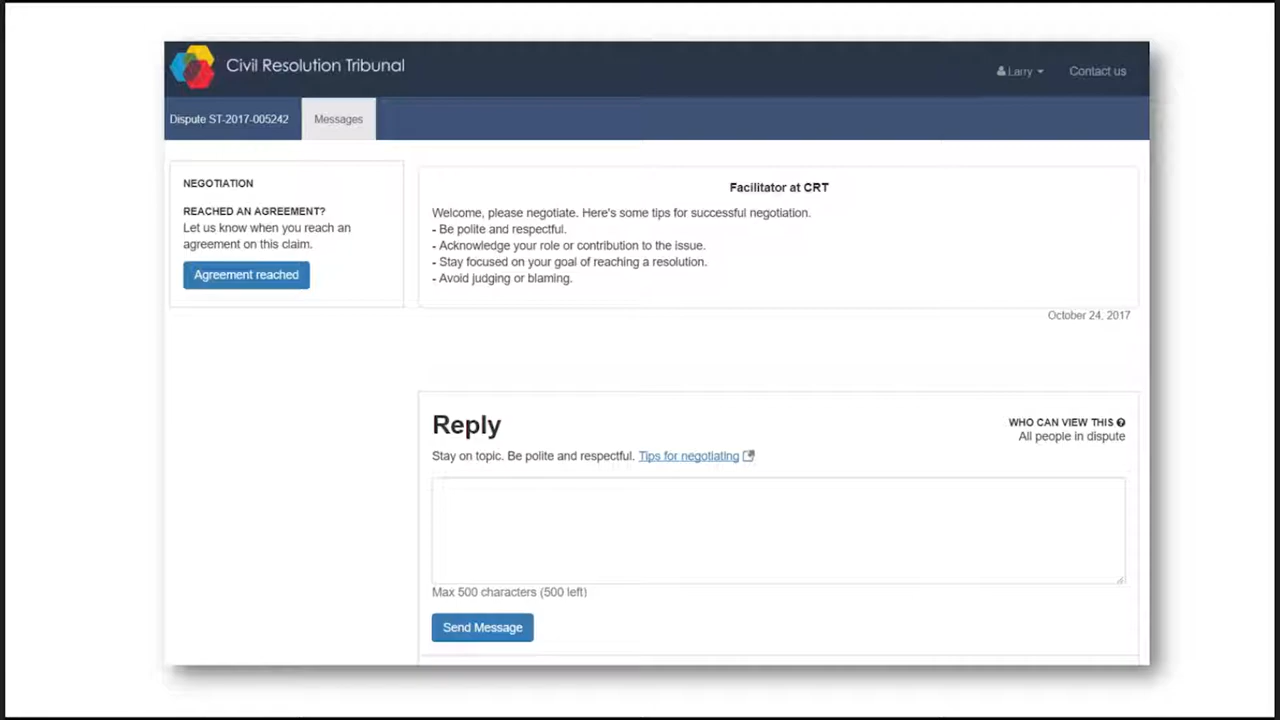 Civil Resolution Tribunal
Larry
Contact us
Dispute ST-2017-005242
Messages
NEGOTIATION
REACHED AN AGREEMENT?
Let us know when you reach an
agreement on this claim.
Agreement reached
Facilitator at CRT
Welcome, please negotiate. Here's some tips for successful negotiation.
- Be polite and respectful.
- Acknowledge your role or contribution to the issue.
- Stay focused on your goal of reaching a resolution.
- Avoid judging or blaming.
October 24, 2017
Reply
WHO CAN VIEW THIS
All people in dispute
Stay on topic. Be polite and respectful. Tips for negotiating
Max 500 characters (500 left)
Send Message